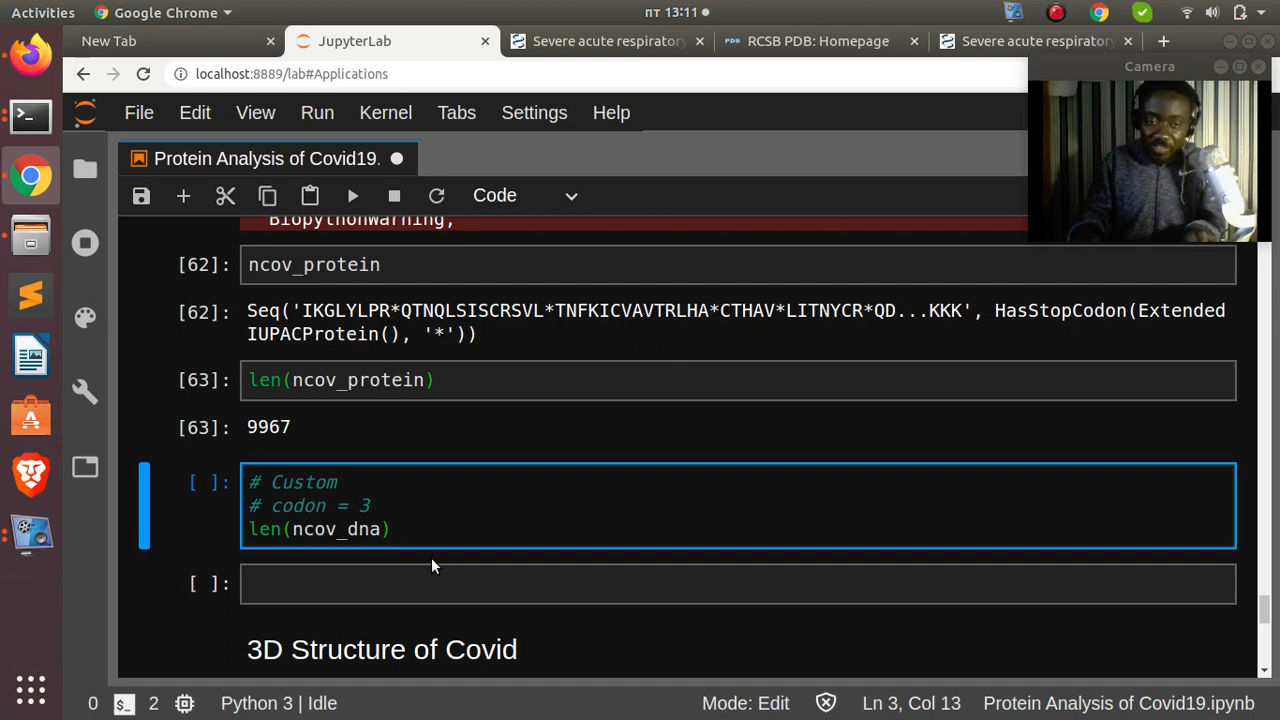 Activities Google Chrome пт 13:11
New Tab JupyterLab Severe acute respiratory RCSB PDB: Homepage Severe acute respiratory
localhost:8889/lab#Applications
Camera
File Edit View Run Kernel Tabs Settings Help
Protein Analysis of Covid19.
Code
BiopythonWarning,
[62]: ncov_protein
[62]: Seq('IKGLYLPR*QTNQLSISCRSVL*TNFKICVAVTRLHA*CTHAV*LITNYCR*QD...KKK', HasStopCodon(Extended
IUPACProtein(), '*'))
[63]: len(ncov_protein)
[63]: 9967
[ ]: # Custom
# codon = 3
len(ncov_dna)
[ ]:
3D Structure of Covid
0 2 Python 3 | Idle Mode: Edit Ln 3, Col 13 Protein Analysis of Covid19.ipynb